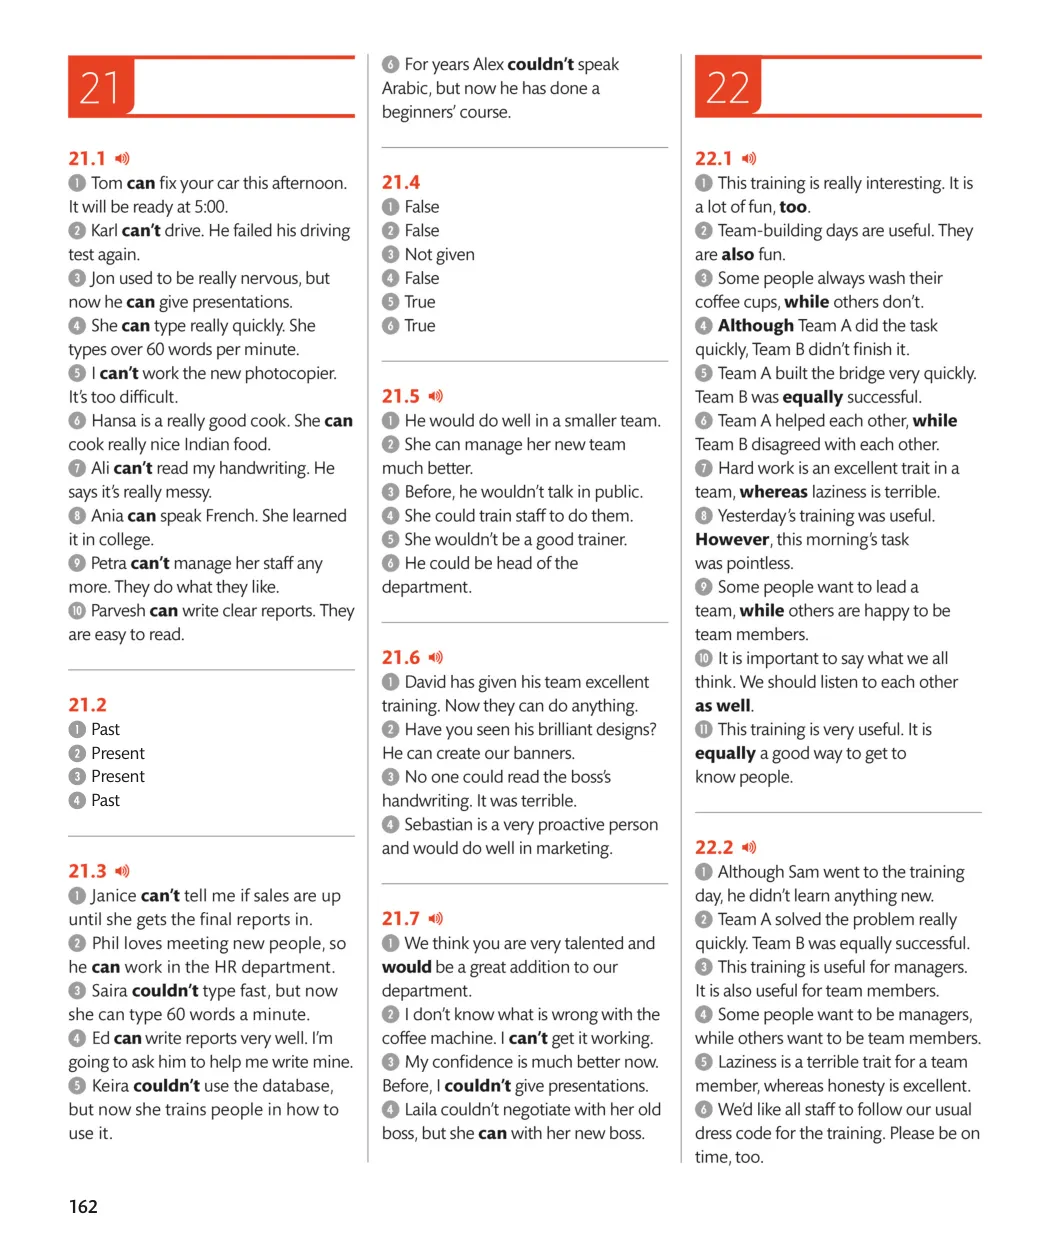 21
21.1
1 Tom can fix your car this afternoon.
It will be ready at 5:00.
2 Karl can't drive. He failed his driving
test again.
3 Jon used to be really nervous, but
now he can give presentations.
4 She can type really quickly. She
types over 60 words per minute.
5 I can't work the new photocopier.
It's too difficult.
6 Hansa is a really good cook. She can
cook really nice Indian food.
7 Ali can't read my handwriting. He
says it's really messy.
8 Ania can speak French. She learned
it in college.
9 Petra can't manage her staff any
more. They do what they like.
10 Parvesh can write clear reports. They
are easy to read.
21.2
1 Past
2 Present
3 Present
4 Past
21.3
1 Janice can't tell me if sales are up
until she gets the final reports in.
2 Phil loves meeting new people, so
he can work in the HR department.
3 Saira couldn't type fast, but now
she can type 60 words a minute.
4 Ed can write reports very well. I'm
going to ask him to help me write mine.
5 Keira couldn't use the database,
but now she trains people in how to
use it.
6 For years Alex couldn't speak
Arabic, but now he has done a
beginners' course.
21.4
1 False
2 False
3 Not given
4 False
5 True
6 True
21.5
1 He would do well in a smaller team.
2 She can manage her new team
much better.
3 Before, he wouldn't talk in public.
4 She could train staff to do them.
5 She wouldn't be a good trainer.
6 He could be head of the
department.
21.6
1 David has given his team excellent
training. Now they can do anything.
2 Have you seen his brilliant designs?
He can create our banners.
3 No one could read the boss's
handwriting. It was terrible.
4 Sebastian is a very proactive person
and would do well in marketing.
21.7
1 We think you are very talented and
would be a great addition to our
department.
2 I don't know what is wrong with the
coffee machine. I can't get it working.
3 My confidence is much better now.
Before, I couldn't give presentations.
4 Laila couldn't negotiate with her old
boss, but she can with her new boss.
22
22.1
1 This training is really interesting. It is
a lot of fun, too.
2 Team-building days are useful. They
are also fun.
3 Some people always wash their
coffee cups, while others don't.
4 Although Team A did the task
quickly, Team B didn't finish it.
5 Team A built the bridge very quickly.
Team B was equally successful.
6 Team A helped each other, while
Team B disagreed with each other.
7 Hard work is an excellent trait in a
team, whereas laziness is terrible.
8 Yesterday's training was useful.
However, this morning's task
was pointless.
9 Some people want to lead a
team, while others are happy to be
team members.
10 It is important to say what we all
think. We should listen to each other
as well.
11 This training is very useful. It is
equally a good way to get to
know people.
22.2
1 Although Sam went to the training
day, he didn't learn anything new.
2 Team A solved the problem really
quickly. Team B was equally successful.
3 This training is useful for managers.
It is also useful for team members.
4 Some people want to be managers,
while others want to be team members.
5 Laziness is a terrible trait for a team
member, whereas honesty is excellent.
6 We'd like all staff to follow our usual
dress code for the training. Please be on
time, too.
162